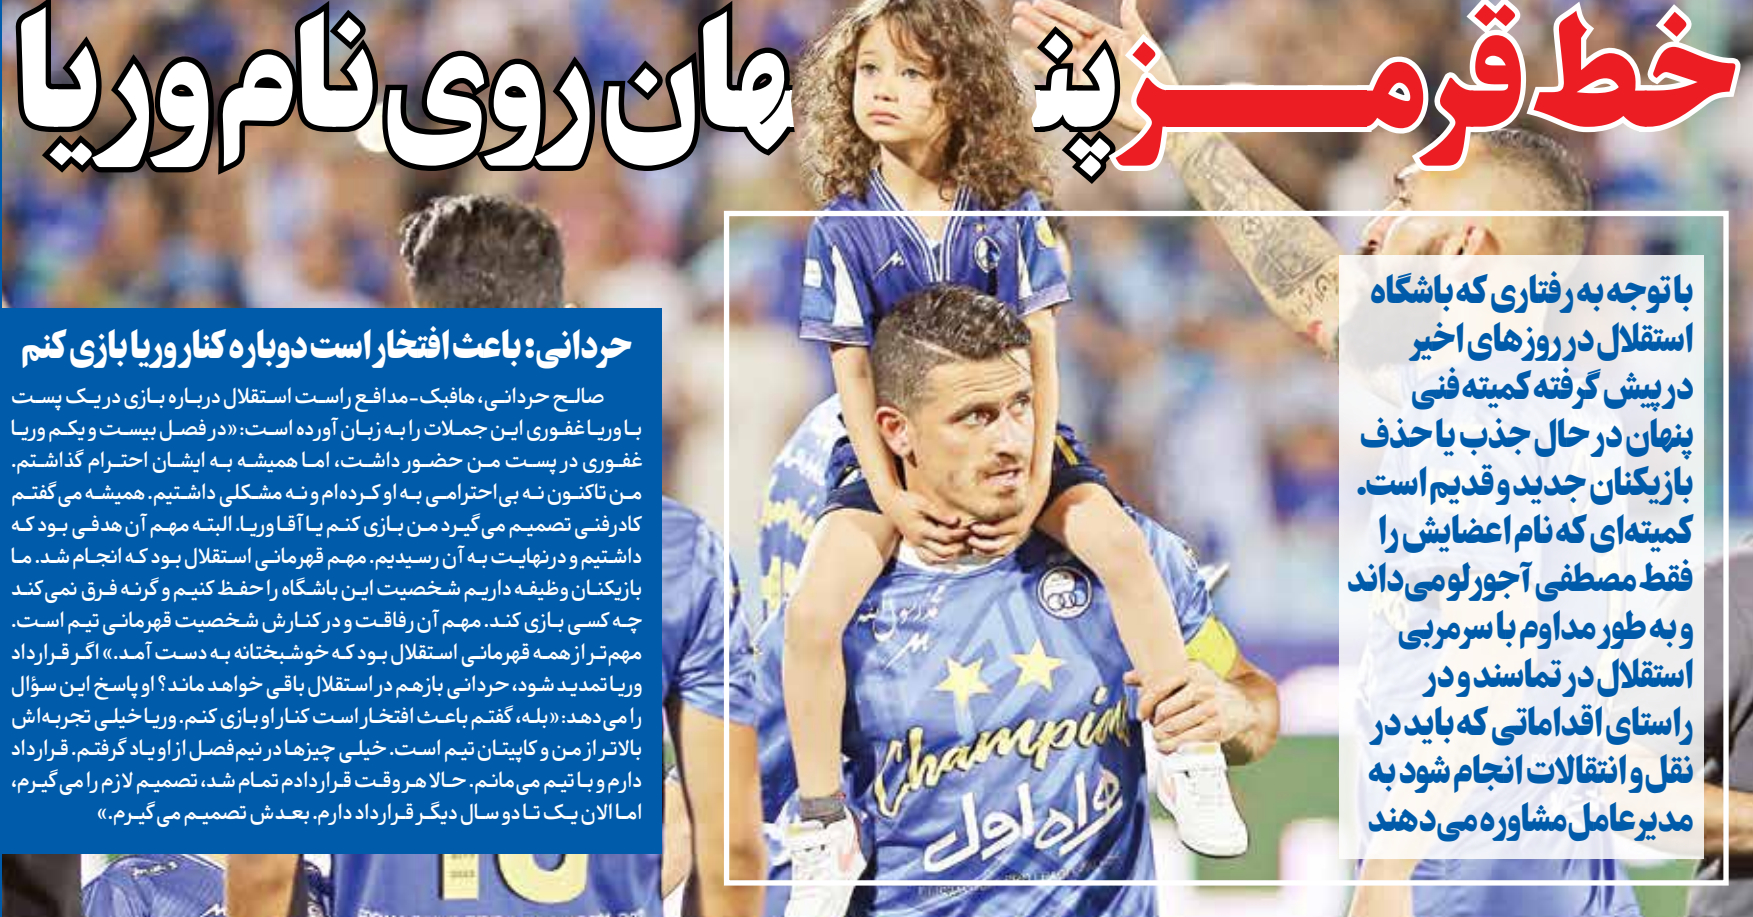 خط قرمز پنهان روی نام وریا
با توجه به رفتاری که باشگاه
استقلال در روزهای اخیر
در پیش گرفته کمیته فنی
پنهان در حال جذب یا حذف
بازیکنان جدید و قدیم است.
کمیته‌ای که نام اعضایش را
فقط مصطفی آجورلو می‌داند
و به طور مداوم با سرمربی
استقلال در تماسند و در
راستای اقداماتی که باید در
نقل و انتقالات انجام شود به
مدیرعامل مشاوره می‌دهند
حردانی: باعث افتخار است دوباره کنار وریا بازی کنم
صالح حردانی، هافبک-مدافع راست استقلال درباره بازی در یک پست
با وریا غفوری این جملات را به زبان آورده است: «در فصل بیست و یکم وریا
غفوری در پست من حضور داشت، اما همیشه به ایشان احترام گذاشتم.
من تاکنون نه بی‌احترامی به او کرده‌ام و نه مشکلی داشتیم. همیشه می‌گفتم
کادرفنی تصمیم می‌گیرد من بازی کنم یا آقا وریا. البته مهم آن هدفی بود که
داشتیم و درنهایت به آن رسیدیم. مهم قهرمانی استقلال بود که انجام شد. ما
بازیکنان وظیفه داریم شخصیت این باشگاه را حفظ کنیم و گرنه فرق نمی‌کند
چه کسی بازی کند. مهم آن رفاقت و در کنارش شخصیت قهرمانی تیم است.
مهم‌تر از همه قهرمانی استقلال بود که خوشبختانه به دست آمد.» اگر قرارداد
وریا تمدید شود، حردانی بازهم در استقلال باقی خواهد ماند؟ او پاسخ این سؤال
را می‌دهد: «بله، گفتم باعث افتخار است کنار او بازی کنم. وریا خیلی تجربه‌اش
بالاتر از من و کاپیتان تیم است. خیلی چیزها در نیم‌فصل از او یاد گرفتم. قرارداد
دارم و با تیم می‌مانم. حالا هر وقت قراردادم تمام شد، تصمیم لازم را می‌گیرم،
اما الان یک تا دو سال دیگر قرارداد دارم. بعدش تصمیم می‌گیرم.»
Champion
همراه اول